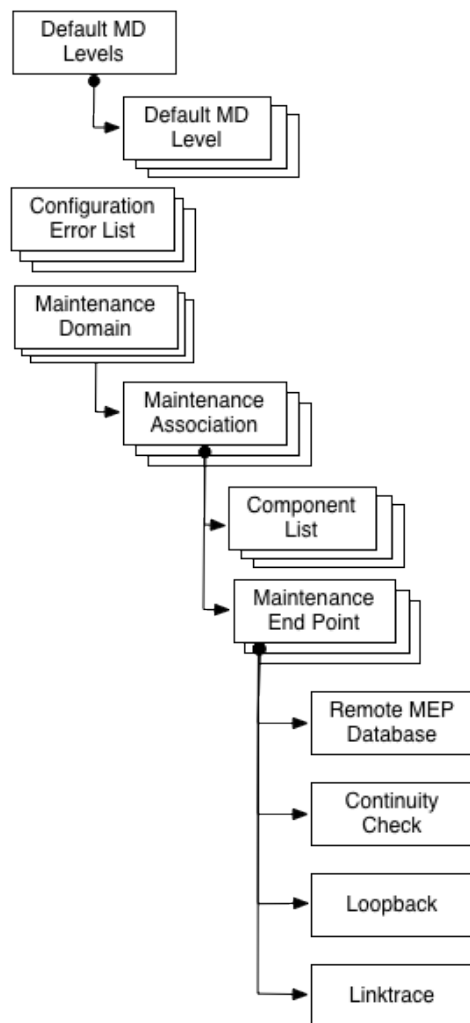 Default MD
Levels
Default MD
Level
Configuration
Error List
Maintenance
Domain
Maintenance
Association
Component
List
Maintenance
End Point
Remote MEP
Database
Continuity
Check
Loopback
Linktrace